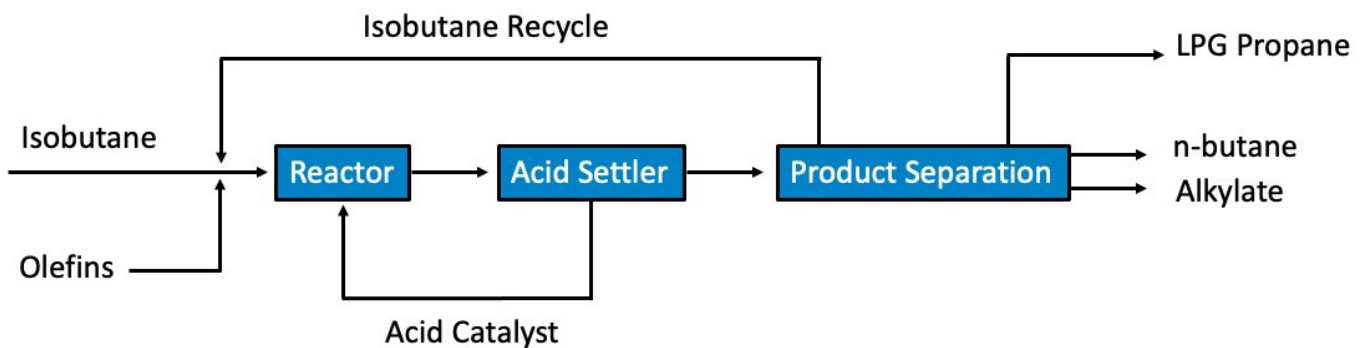 Isobutane Recycle
LPG Propane
Isobutane
n-butane
Reactor
Acid Settler
Product Separation
Alkylate
Olefins
Acid Catalyst